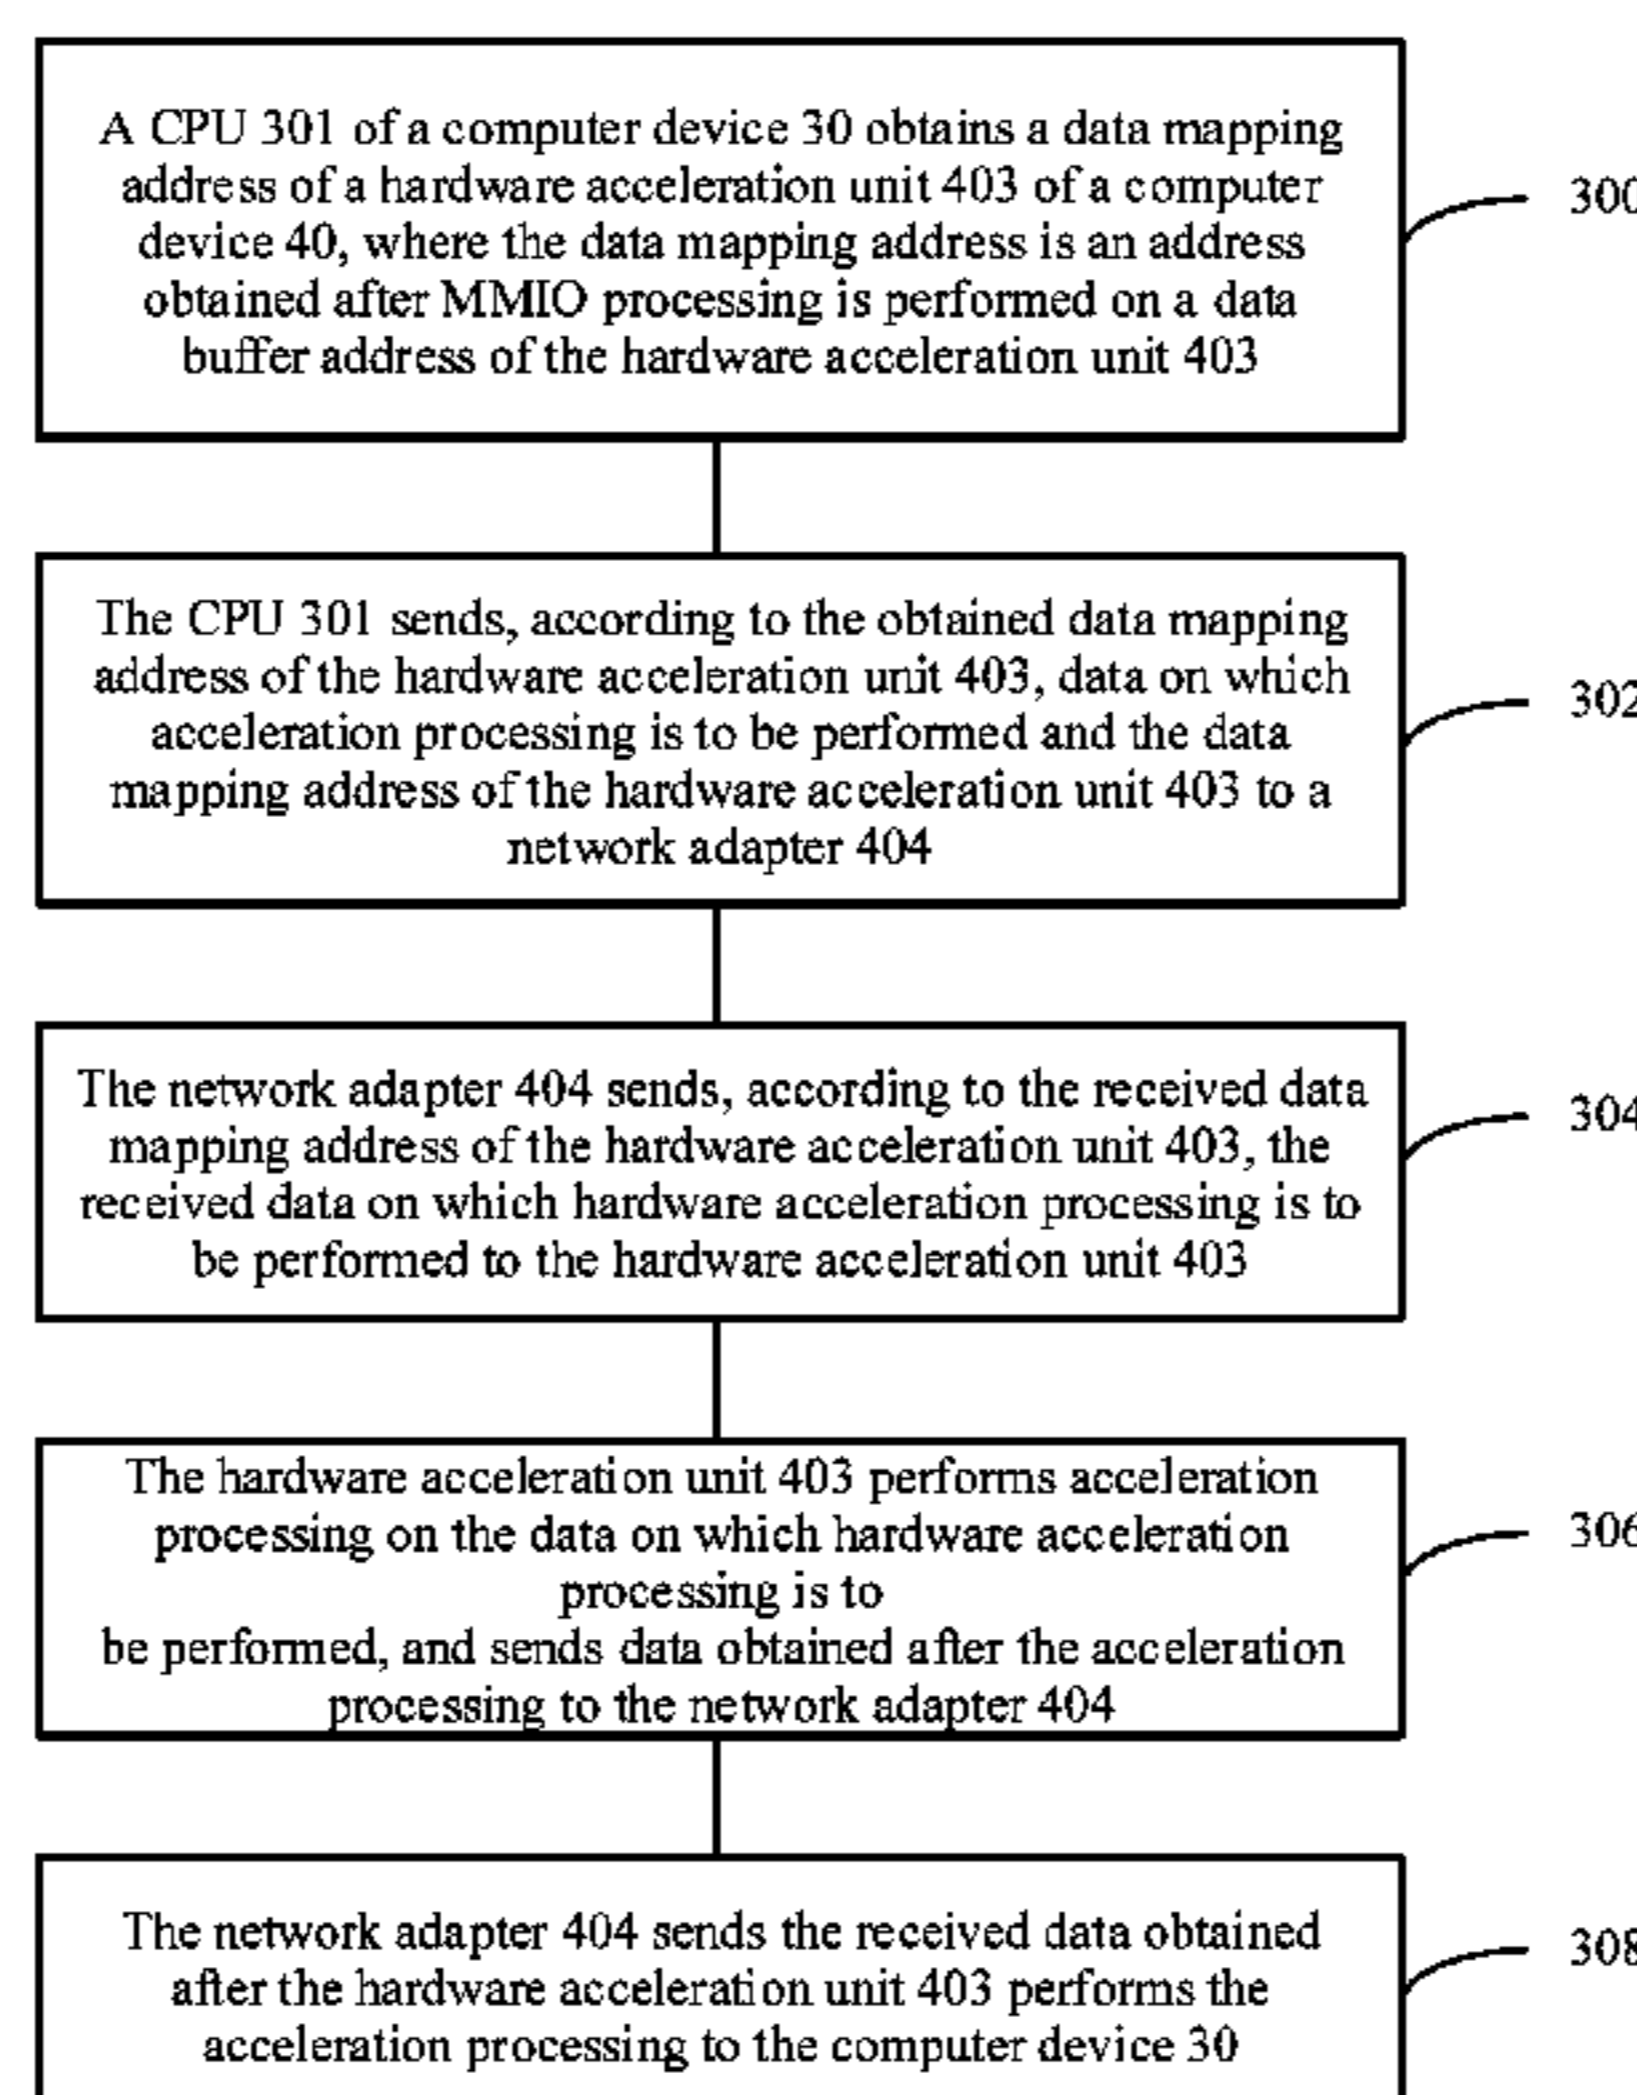 A CPU 301 of a computer device 30 obtains a data mapping
address of a hardware acceleration unit 403 of a computer
device 40, where the data mapping address is an address
obtained after MMIO processing is performed on a data
buffer address of the hardware acceleration unit 403
300
The CPU 301 sends, according to the obtained data mapping
address of the hardware acceleration unit 403, data on which
acceleration processing is to be performed and the data
mapping address of the hardware acceleration unit 403 to a
network adapter 404
302
The network adapter 404 sends, according to the received data
mapping address of the hardware acceleration unit 403, the
received data on which hardware acceleration processing is to
be performed to the hardware acceleration unit 403
304
The hardware acceleration unit 403 performs acceleration
processing on the data on which hardware acceleration
processing is to
be performed, and sends data obtained after the acceleration
processing to the network adapter 404
306
The network adapter 404 sends the received data obtained
after the hardware acceleration unit 403 performs the
acceleration processing to the computer device 30
308